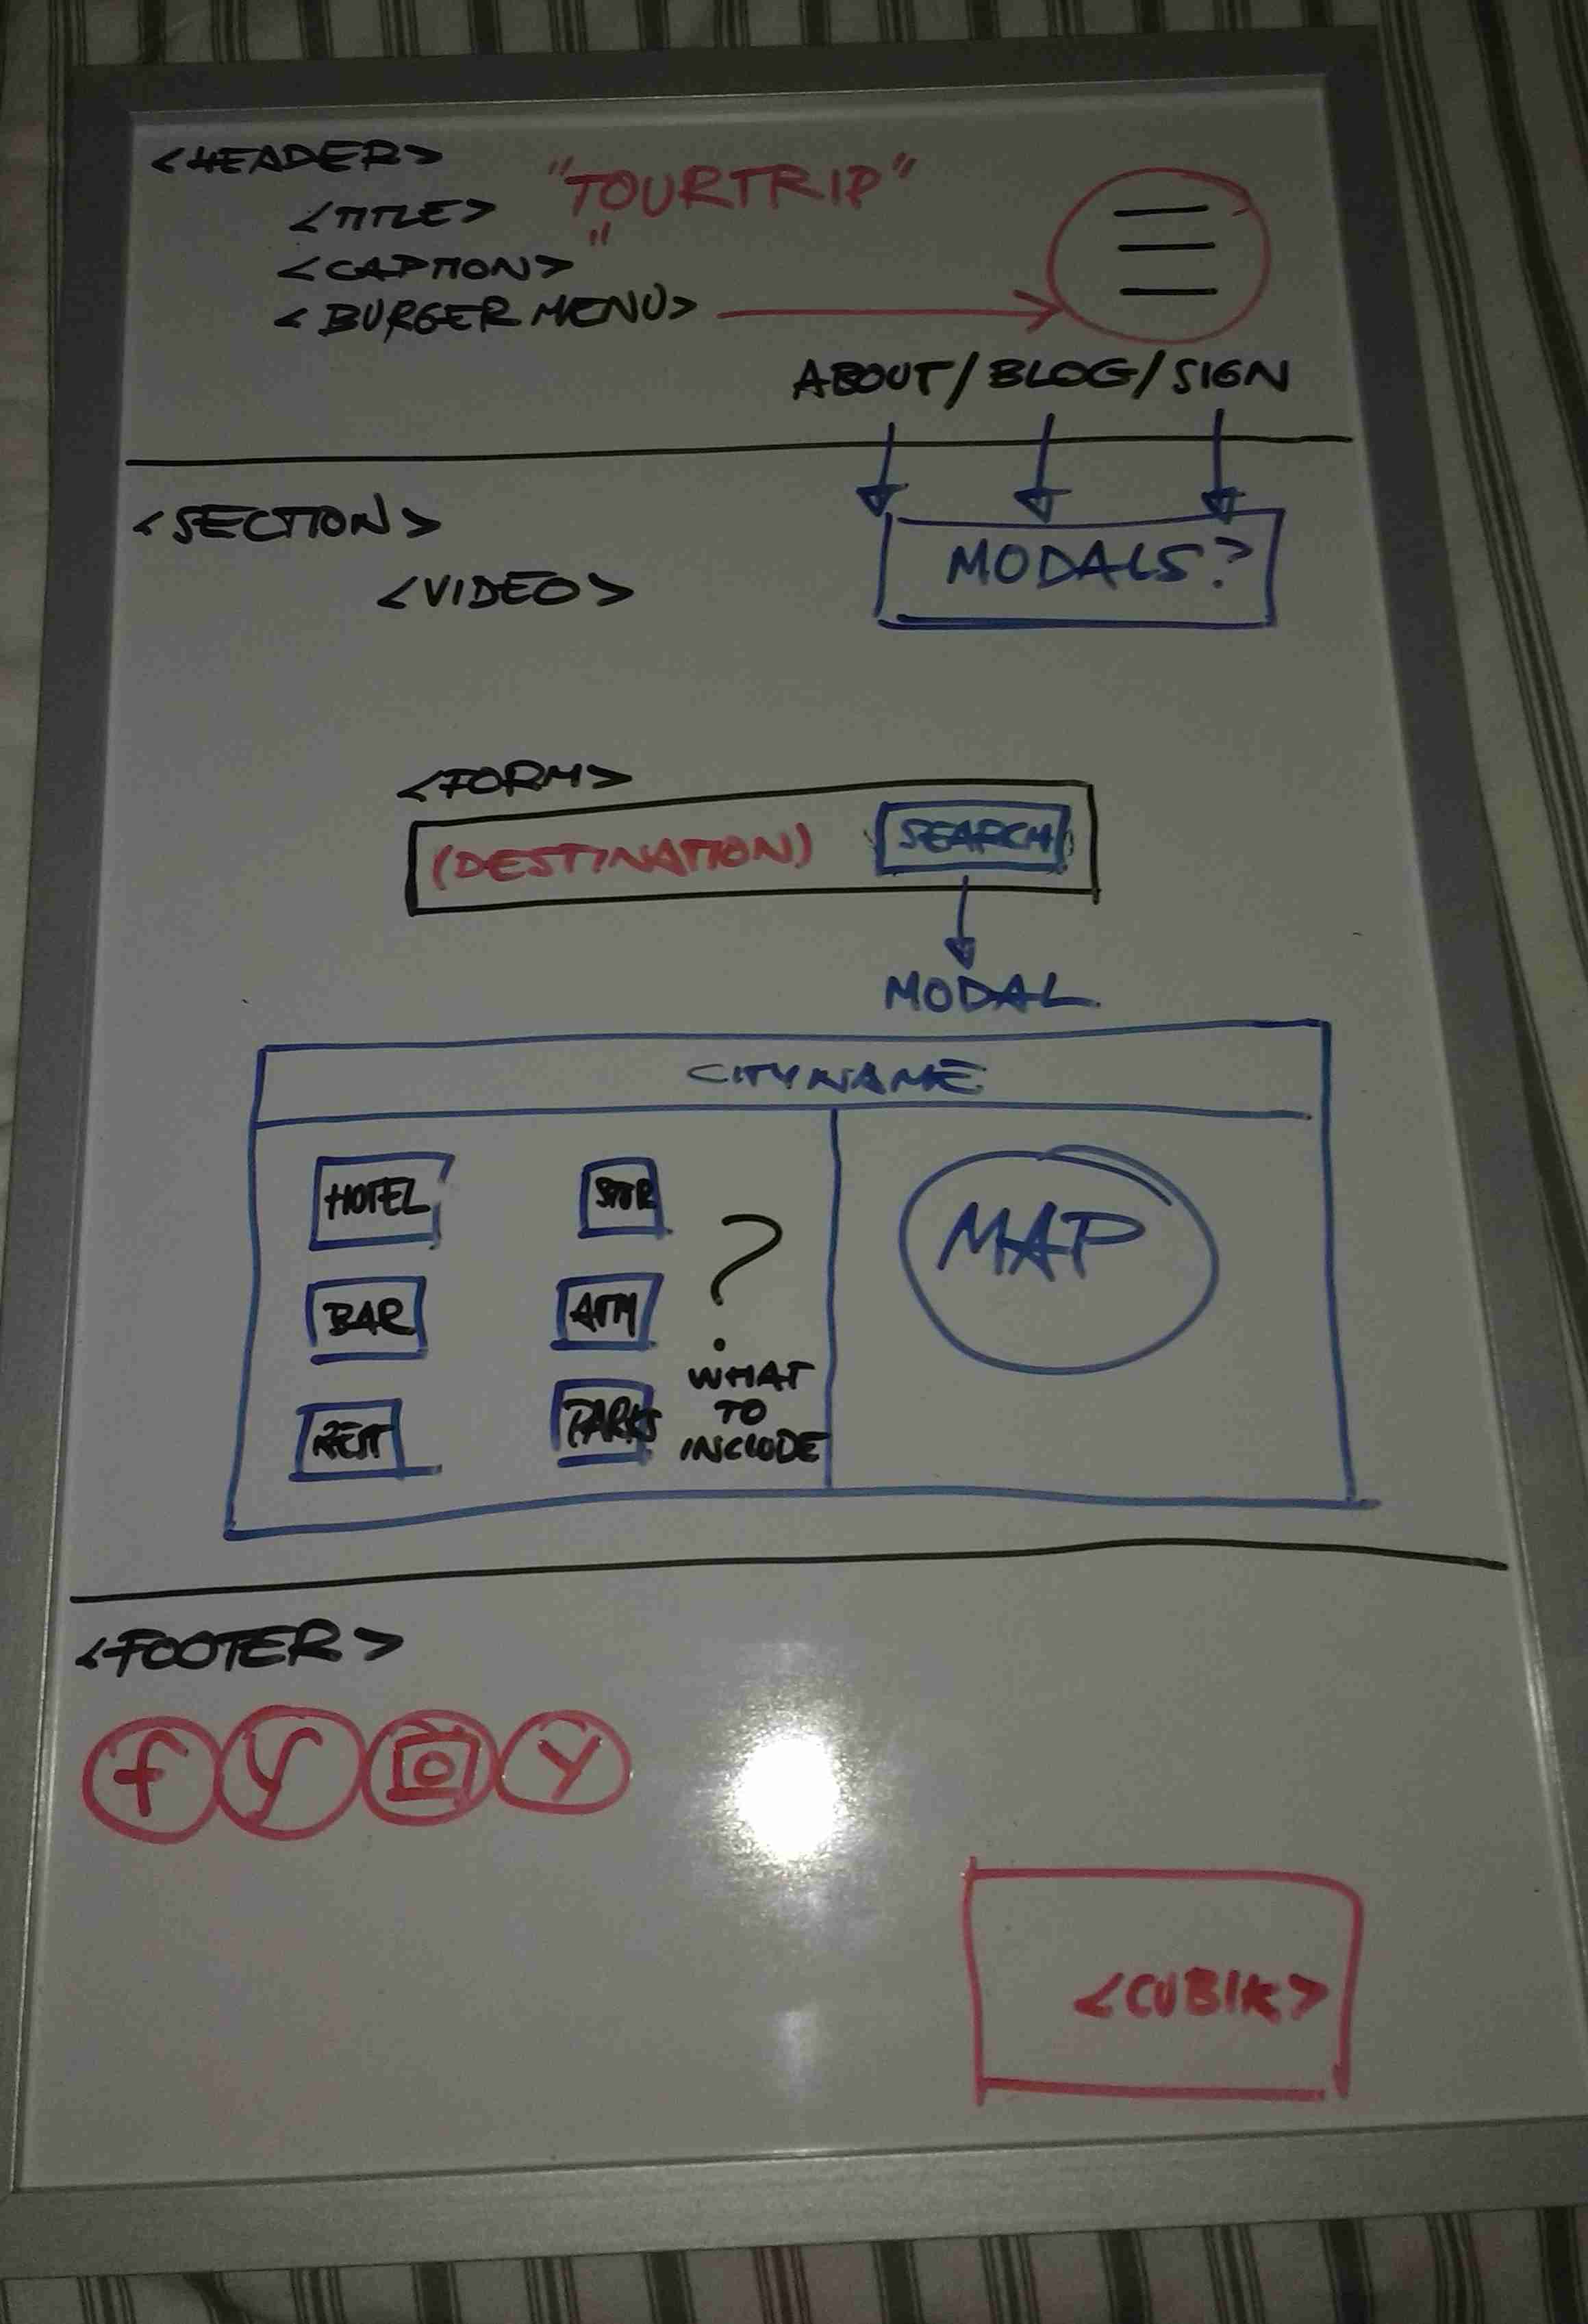 <HEADER>
<TITLE> "TOURTRIP"
<CAPTION> "
<BURGER MENU>
ABOUT/BLOG/SIGN
<SECTION>
MODALS?
<VIDEO>
<FORM>
(DESTINATION) SEARCH
MODAL
CITY NAME
HOTEL
BAR
REST
STOR
ATM
PARKS
?
WHAT
TO
INCLUDE
MAP
<FOOTER>
f y Y
<CUBIK>